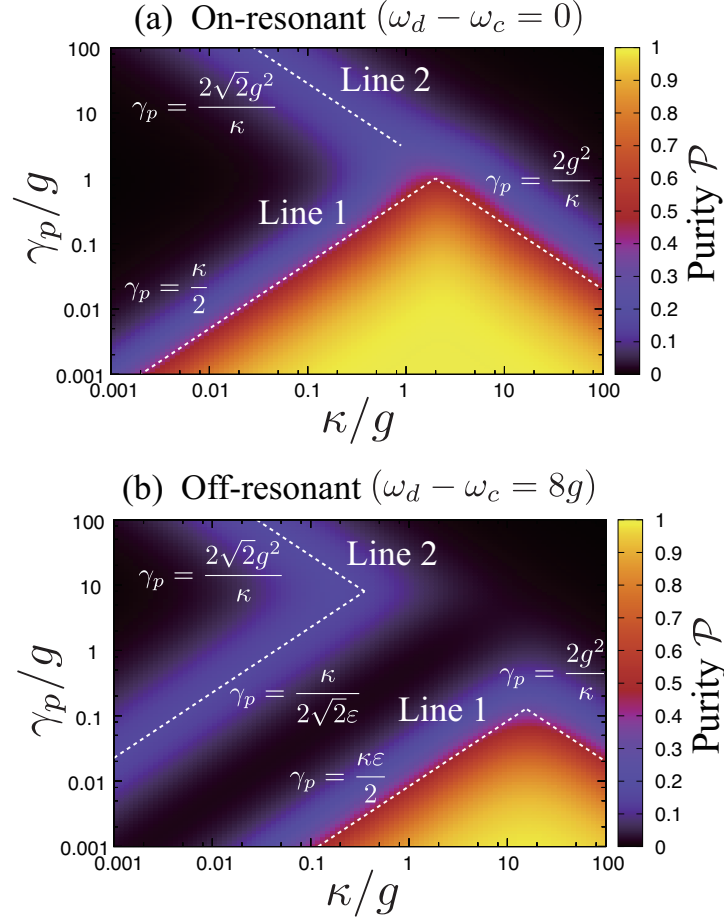 (a) On-resonant (ω_d − ω_c = 0)
γ_p/g
100
10
1
0.1
0.01
0.001
γ_p = 2√2g²/κ
Line 2
γ_p = 2g²/κ
Line 1
γ_p = κ/2
0.001 0.01 0.1 1 10 100
κ/g
1
0.9
0.8
0.7
0.6
0.5
0.4
0.3
0.2
0.1
0
Purity 𝒫
(b) Off-resonant (ω_d − ω_c = 8g)
γ_p/g
100
10
1
0.1
0.01
0.001
Line 2
γ_p = 2√2g²/κ
γ_p = 2g²/κ
γ_p = κ/2√2ε
Line 1
γ_p = κε/2
0.001 0.01 0.1 1 10 100
κ/g
1
0.9
0.8
0.7
0.6
0.5
0.4
0.3
0.2
0.1
0
Purity 𝒫